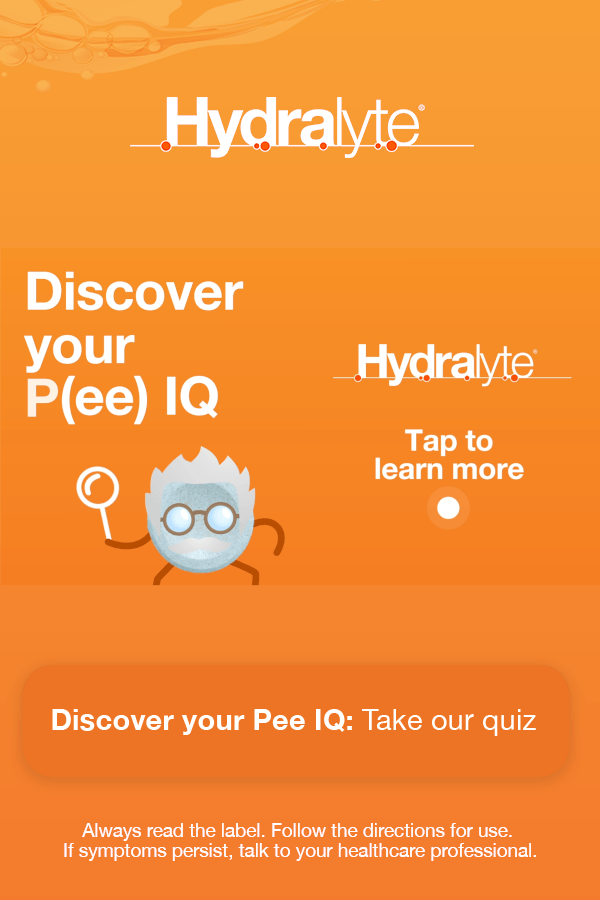 Hydralyte®
Discover
your
P(ee) IQ
Hydralyte®
Tap to
learn more
Discover your Pee IQ: Take our quiz
Always read the label. Follow the directions for use.
If symptoms persist, talk to your healthcare professional.